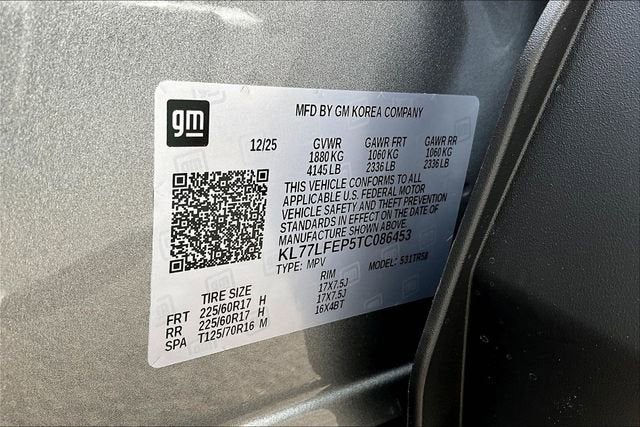 gm
MFD BY GM KOREA COMPANY
12/25 GVWR GAWR FRT GAWR RR
1880 KG 1060 KG 1060 KG
4145 LB 2336 LB 2336 LB
THIS VEHICLE CONFORMS TO ALL
APPLICABLE U.S. FEDERAL MOTOR
VEHICLE SAFETY AND THEFT PREVENTION
STANDARDS IN EFFECT ON THE DATE OF
MANUFACTURE SHOWN ABOVE.
KL77LFEP5TC086453
TYPE: MPV MODEL:
TIRE SIZE RIM
FRT 225/60R17 H 17X7.5J
RR 225/60R17 H 17X7.5J
SPA T125/70R16 M 16X4BT